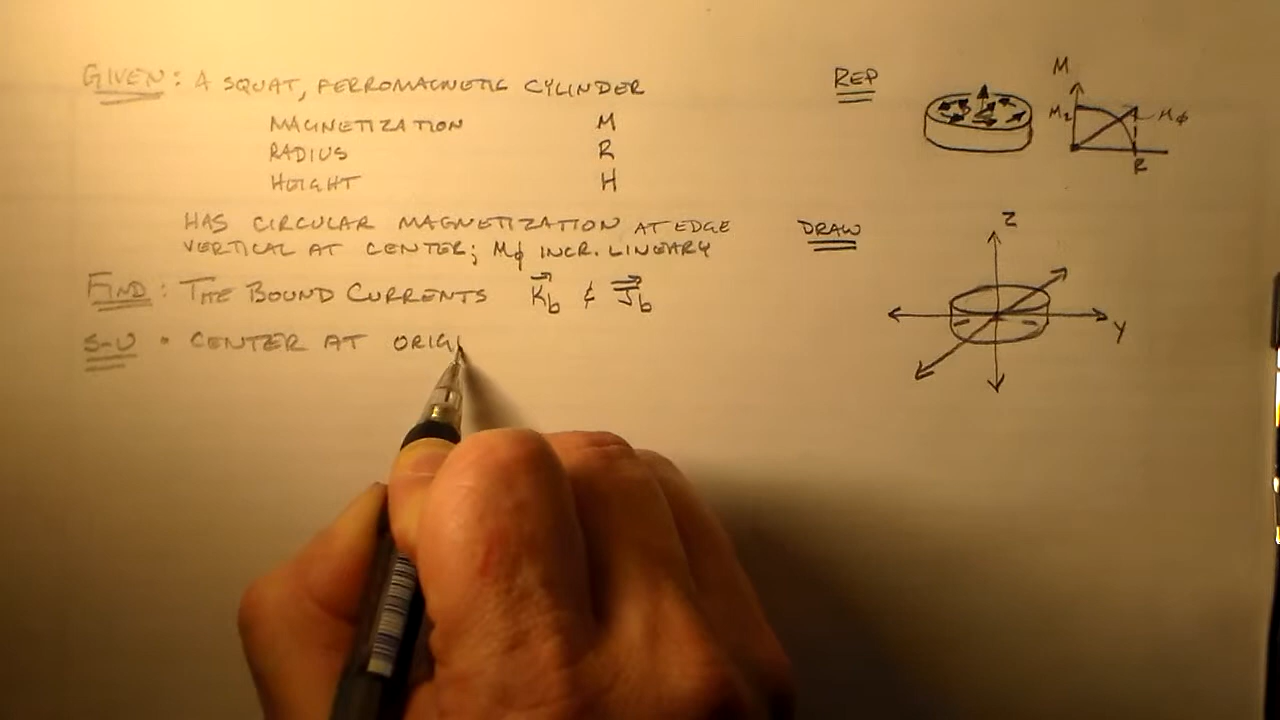 GIVEN: A SQUAT, FERROMAGNETIC CYLINDER
MAGNETIZATION M
RADIUS R
HEIGHT H
HAS CIRCULAR MAGNETIZATION AT EDGE
VERTICAL AT CENTER; Mφ INCR. LINEARY
FIND: THE BOUND CURRENTS K⃗b & J⃗b
S-U • CENTER AT ORIGI
REP
M
Mz
Mφ
R
DRAW
Z
Y